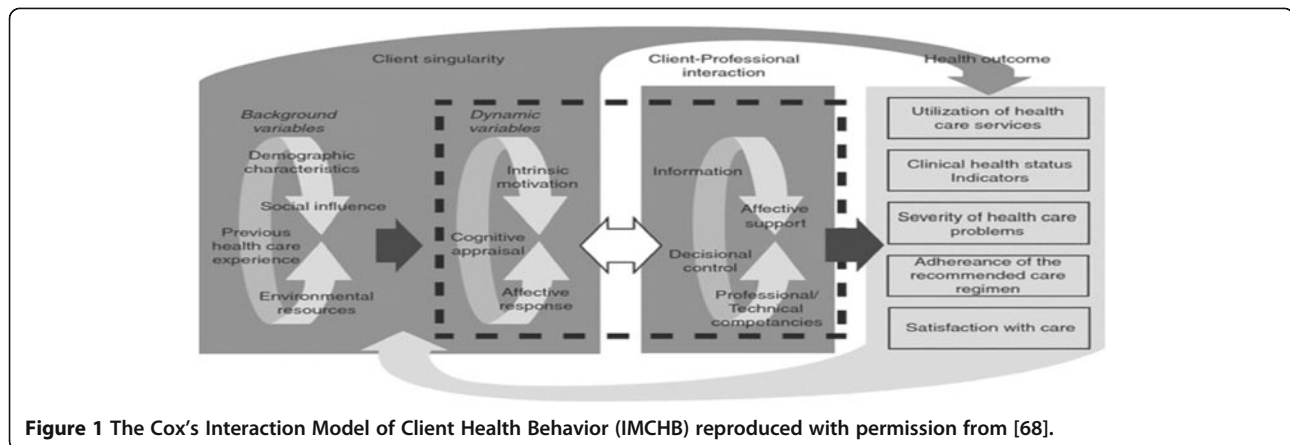 Client singularity
Client-Professional
interaction
Health outcome
Background
variables
Demographic
characteristics
Social influence
Previous
health care
experience
Environmental
resources
Dynamic
variables
Intrinsic
motivation
Cognitive
appraisal
Affective
response
Information
Affective
support
Decisional
control
Professional/
Technical
competancies
Utilization of health
care services
Clinical health status
Indicators
Severity of health care
problems
Adhereance of the
recommended care
regimen
Satisfaction with care
Figure 1 The Cox's Interaction Model of Client Health Behavior (IMCHB) reproduced with permission from [68].